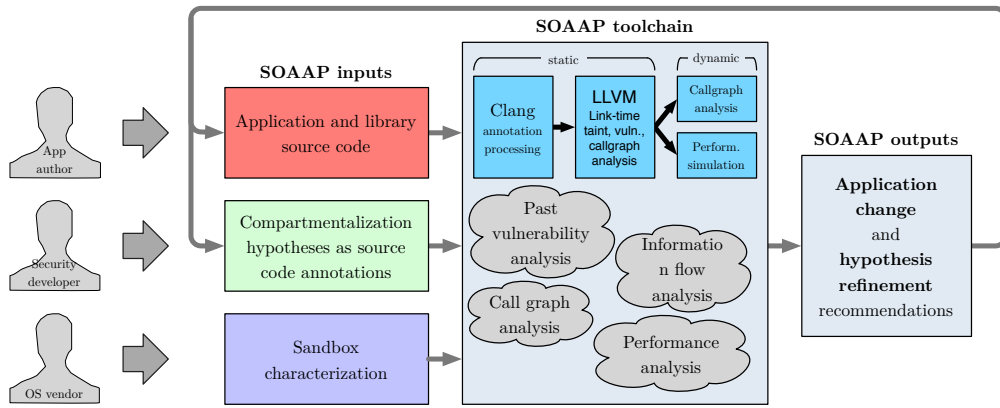 SOAAP toolchain
SOAAP inputs
static
dynamic
App
author
Application and library
source code
Clang
annotation
processing
LLVM
Link-time
taint, vuln.,
callgraph
analysis
Callgraph
analysis
Perform.
simulation
SOAAP outputs
Security
developer
Compartmentalization
hypotheses as source
code annotations
Past
vulnerability
analysis
Informatio
n flow
analysis
Call graph
analysis
Performance
analysis
Application
change
and
hypothesis
refinement
recommendations
OS vendor
Sandbox
characterization